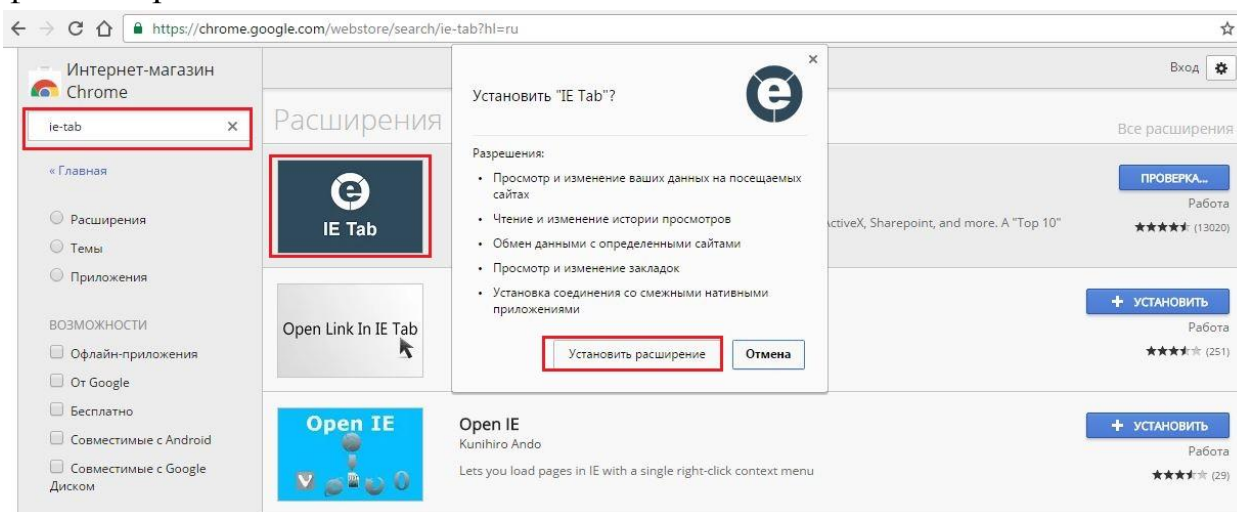 https://chrome.google.com/webstore/search/ie-tab?hl=ru
Интернет-магазин
Chrome
Вход
ie-tab
« Главная
Расширения
Темы
Приложения
ВОЗМОЖНОСТИ
Офлайн-приложения
От Google
Бесплатно
Совместимые с Android
Совместимые с Google
Диском
Расширения
Все расширения
IE Tab
ПРОВЕРКА...
Работа
ActiveX, Sharepoint, and more. A "Top 10"
(13020)
Установить "IE Tab"?
Разрешения:
• Просмотр и изменение ваших данных на посещаемых
сайтах
• Чтение и изменение истории просмотров
• Обмен данными с определенными сайтами
• Просмотр и изменение закладок
• Установка соединения со смежными нативными
приложениями
Установить расширение
Отмена
Open Link In IE Tab
+ УСТАНОВИТЬ
Работа
(251)
Open IE
Open IE
Kunihiro Ando
Lets you load pages in IE with a single right-click context menu
+ УСТАНОВИТЬ
Работа
(29)